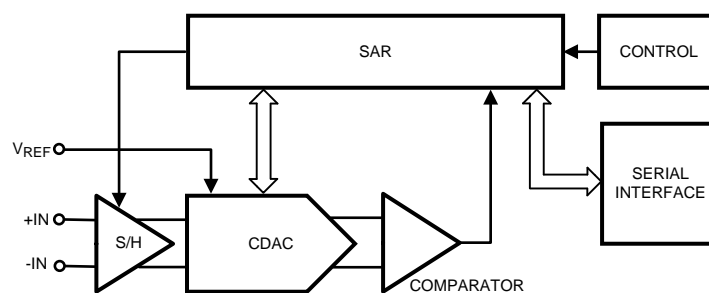 SAR
CONTROL
VREF
SERIAL
INTERFACE
+IN
S/H
CDAC
-IN
COMPARATOR